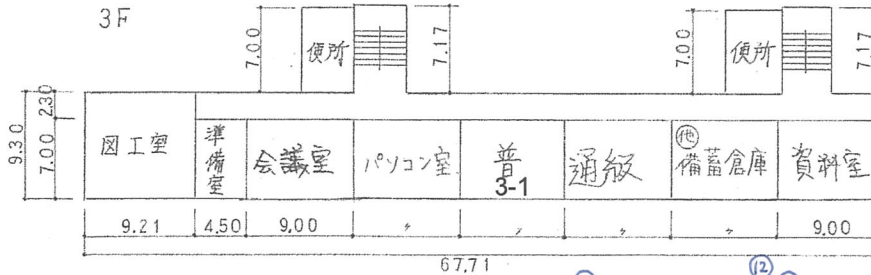 3F
7.00
便所
7.17
7.00
便所
7.17
9.30
2.30
7.00
図工室
準備室
会議室
パソコン室
普
3-1
通級
他
備蓄倉庫
資料室
9.21
4.50
9.00
〃
〃
〃
〃
9.00
67.71
12